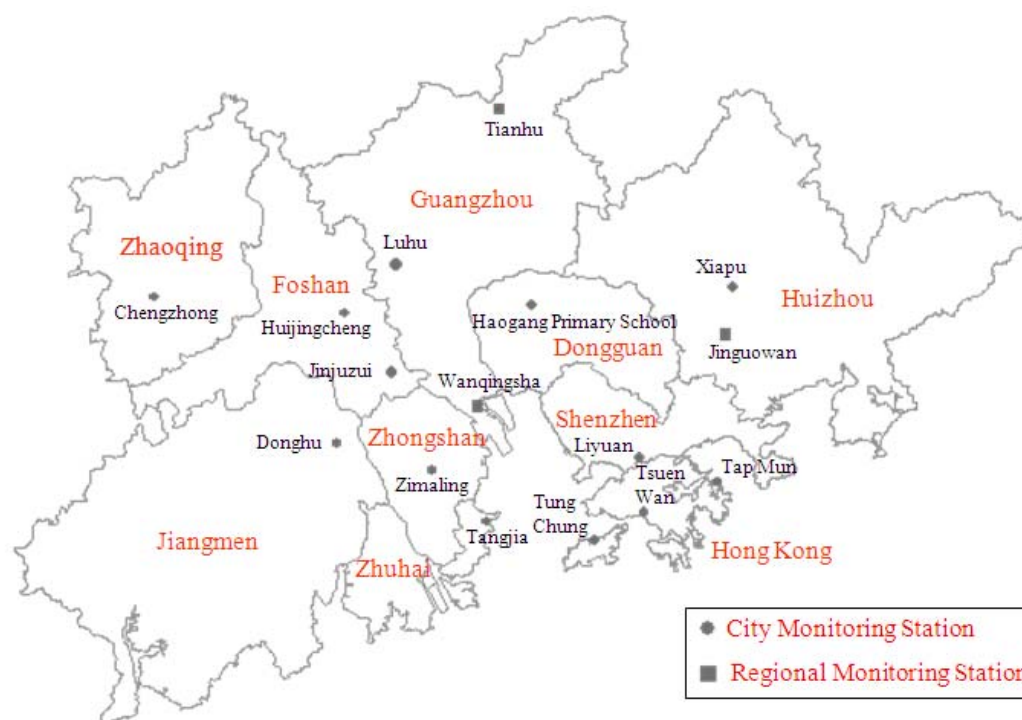 Tianhu
Guangzhou
Luhu
Zhaoqing
Chengzhong
Foshan
Huijingcheng
Xiapu
Huizhou
Haogang Primary School
Dongguan
Jinguowan
Jinjuzui
Wanqingsha
Donghu
Zhongshan
Zimaling
Shenzhen
Liyuan
Tsuen
Wan
Tap Mun
Tung
Chung
Tangjia
Jiangmen
Zhuhai
Hong Kong
City Monitoring Station
Regional Monitoring Station